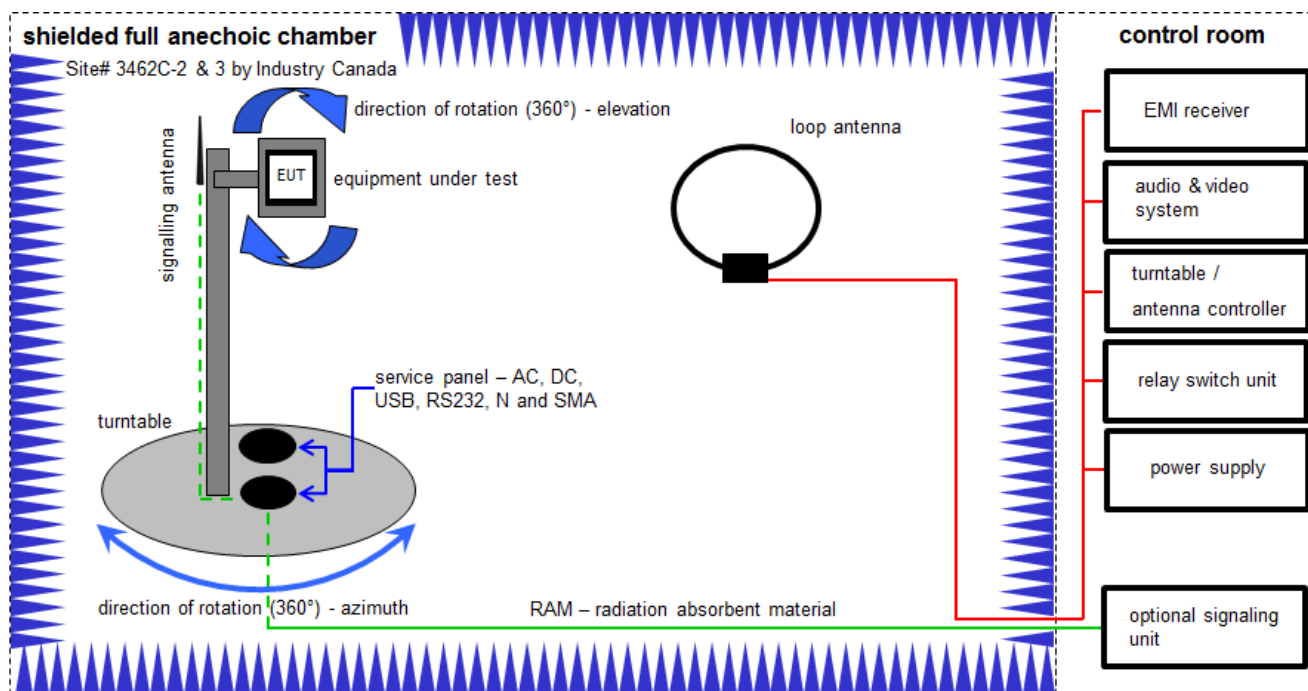 shielded full anechoic chamber
Site# 3462C-2 & 3 by Industry Canada
direction of rotation (360°) - elevation
signalling antenna
EUT
equipment under test
loop antenna
service panel – AC, DC,
USB, RS232, N and SMA
turntable
direction of rotation (360°) - azimuth
RAM – radiation absorbent material
control room
EMI receiver
audio & video
system
turntable /
antenna controller
relay switch unit
power supply
optional signaling
unit